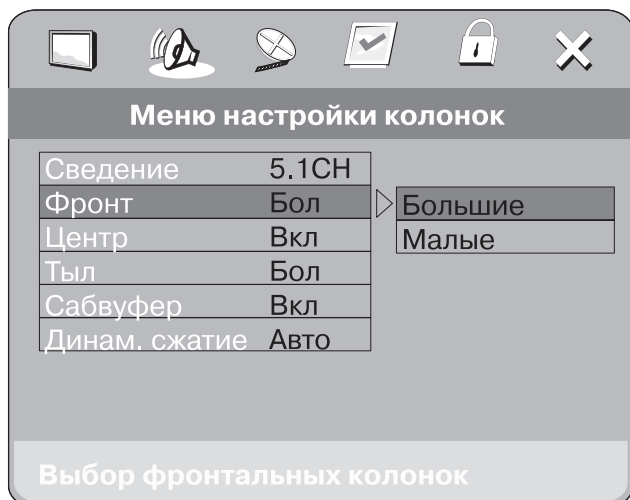 Меню настройки колонок
Сведение 5.1CH
Фронт Бол Большие
Центр Вкл Малые
Тыл Бол
Сабвуфер Вкл
Динам. сжатие Авто
Выбор фронтальных колонок